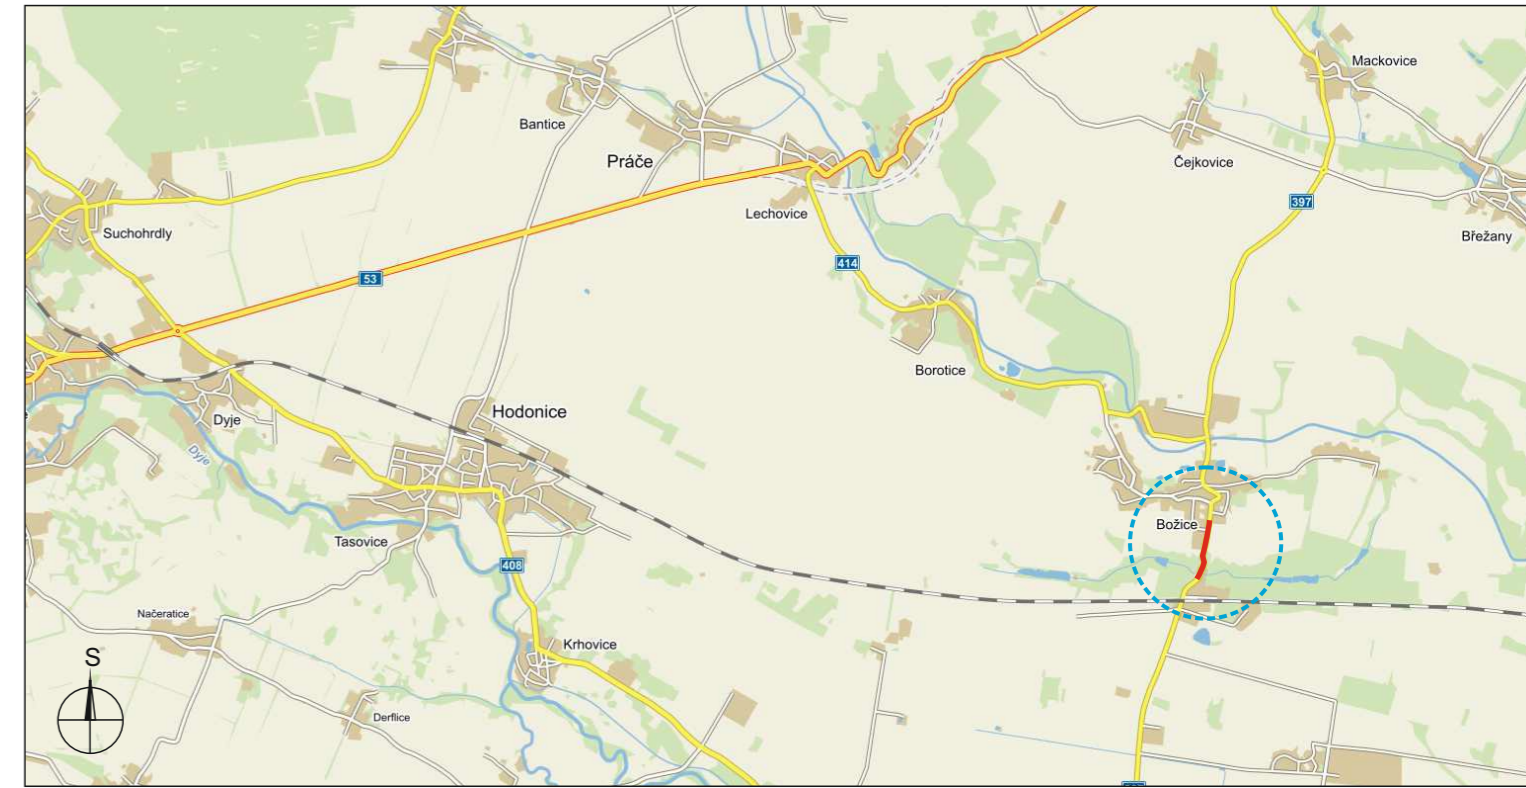 Mackovice
Bantice
Práče
Čejkovice
397
Lechovice
Suchohrdly
Břežany
414
53
Borotice
Hodonice
Dyje
Dyje
Božice
Tasovice
408
Načeratice
Krhovice
S
Derflice